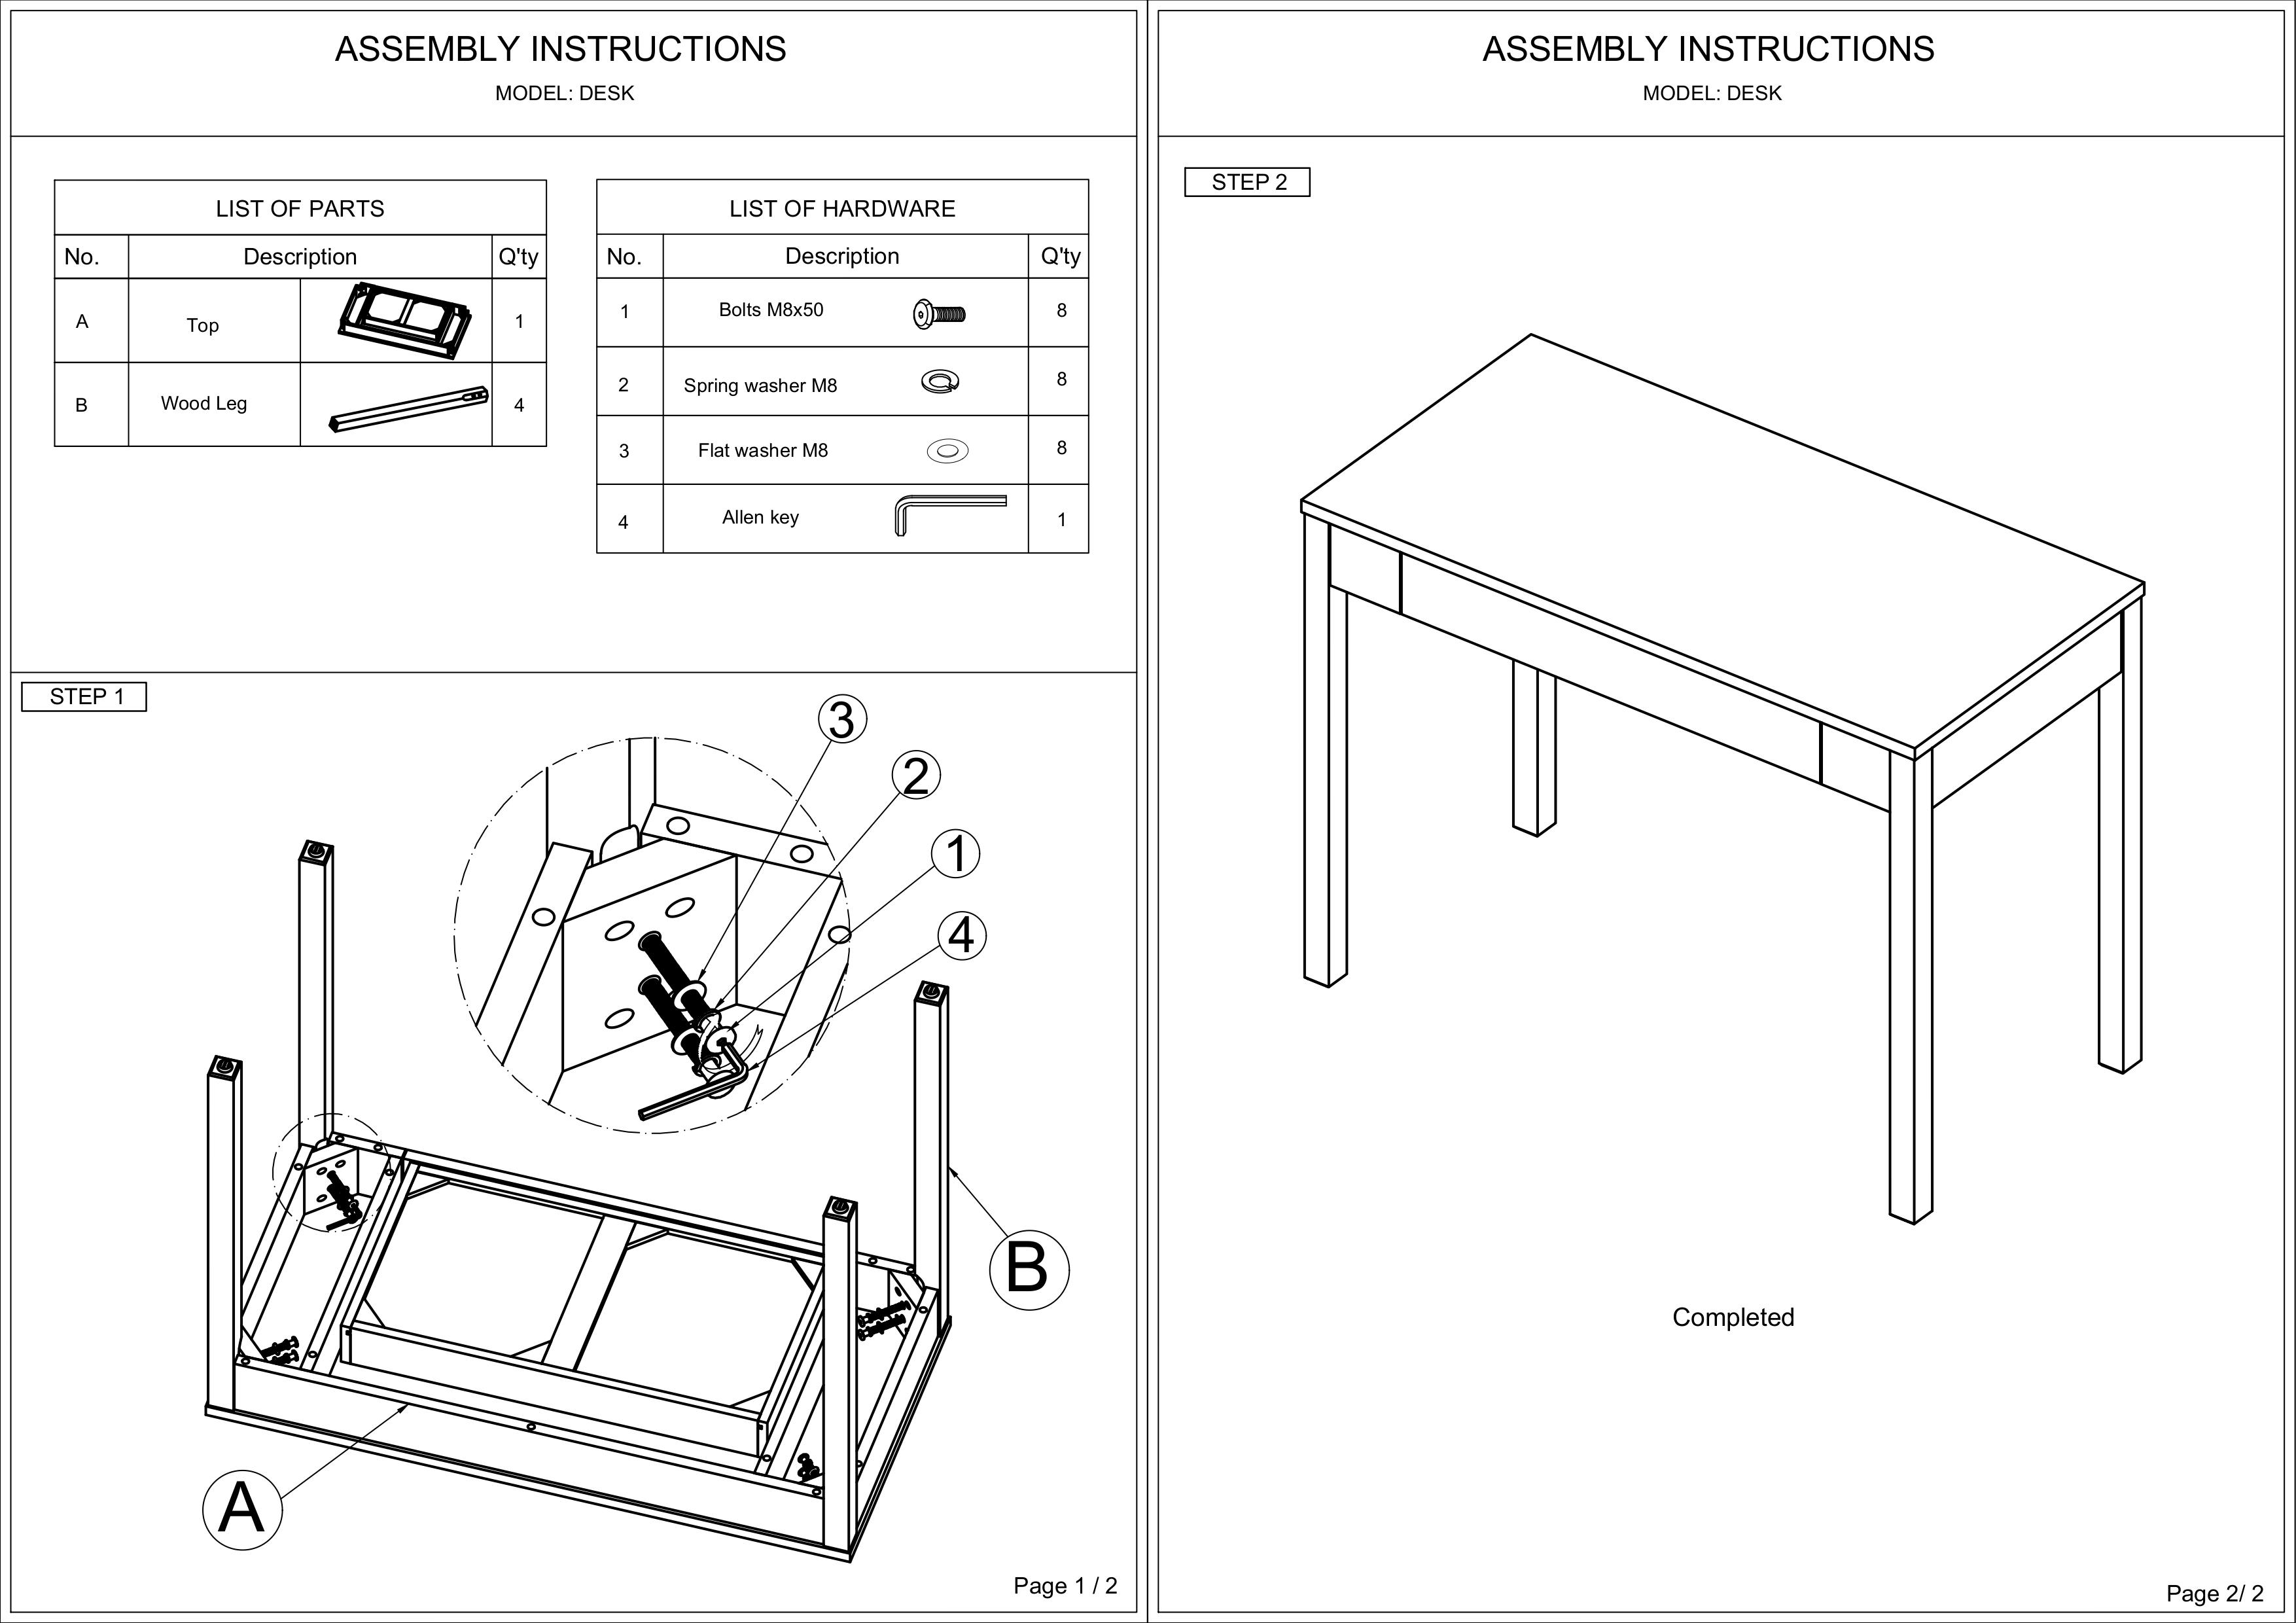 ASSEMBLY INSTRUCTIONS
MODEL: DESK
LIST OF PARTS
No. Description Q'ty
A Top 1
B Wood Leg 4
LIST OF HARDWARE
No. Description Q'ty
1 Bolts M8x50 8
2 Spring washer M8 8
3 Flat washer M8 8
4 Allen key 1
STEP 1
3
2
1
4
B
A
Page 1 / 2
ASSEMBLY INSTRUCTIONS
MODEL: DESK
STEP 2
Completed
Page 2/ 2